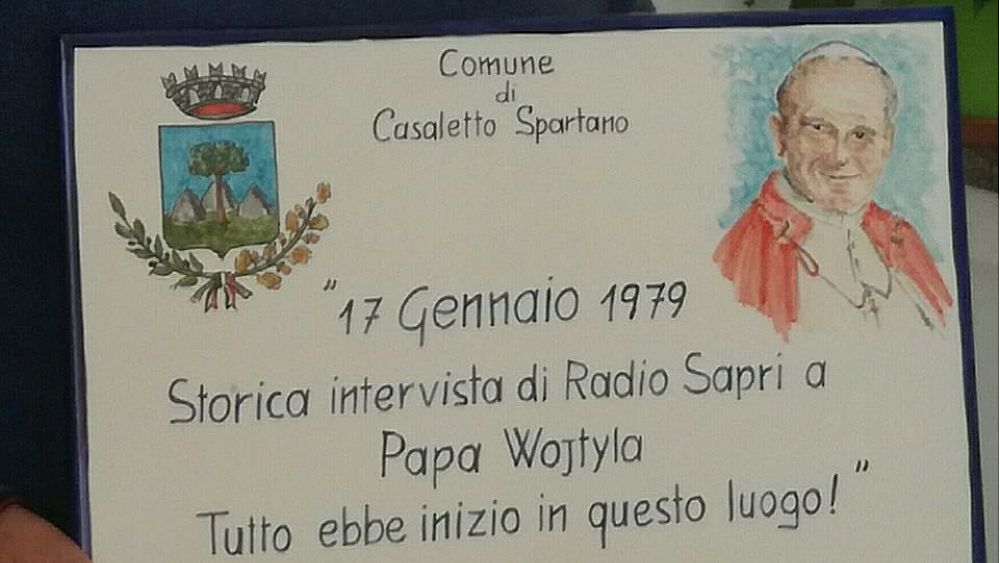 Comune
di
Casaletto Spartano
"17 Gennaio 1979
Storica intervista di Radio Sapri a
Papa Wojtyla
Tutto ebbe inizio in questo luogo!"